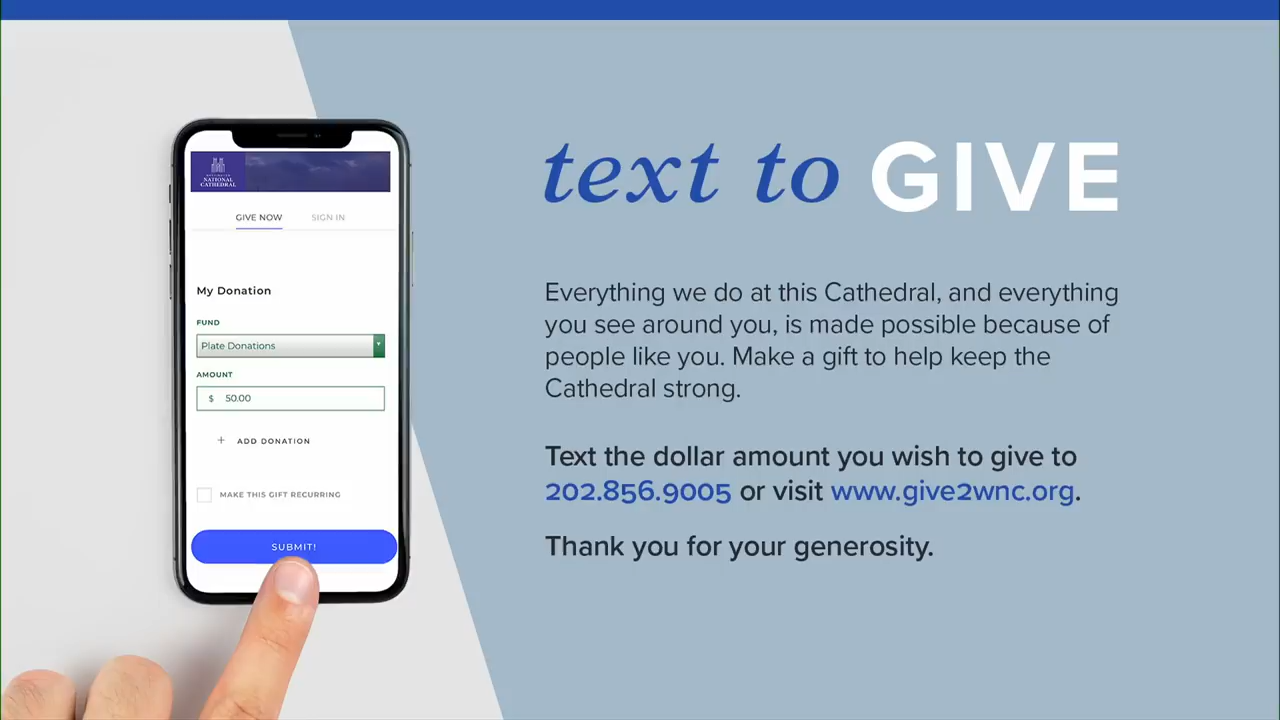 NATIONAL
CATHEDRAL
GIVE NOW SIGN IN
My Donation
FUND
Plate Donations
AMOUNT
$ 50.00
+ ADD DONATION
MAKE THIS GIFT RECURRING
SUBMIT!
text to GIVE
Everything we do at this Cathedral, and everything
you see around you, is made possible because of
people like you. Make a gift to help keep the
Cathedral strong.
Text the dollar amount you wish to give to
202.856.9005 or visit www.give2wnc.org.
Thank you for your generosity.